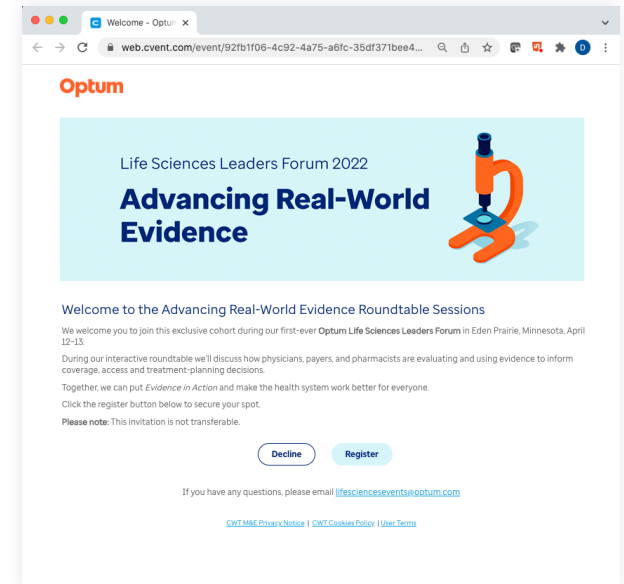 Welcome - Optum
web.cvent.com/event/92fb1f06-4c92-4a75-a6fc-35df371bee4...
D
Optum
Life Sciences Leaders Forum 2022
Advancing Real-World
Evidence
Welcome to the Advancing Real-World Evidence Roundtable Sessions
We welcome you to join this exclusive cohort during our first-ever Optum Life Sciences Leaders Forum in Eden Prairie, Minnesota, April
12-13.
During our interactive roundtable we'll discuss how physicians, payers, and pharmacists are evaluating and using evidence to inform
coverage, access and treatment-planning decisions.
Together, we can put Evidence in Action and make the health system work better for everyone.
Click the register button below to secure your spot.
Please note: This invitation is not transferable.
Decline Register
If you have any questions, please email lifesciencesevents@optum.com
CWT M&E Privacy Notice | CWT Cookies Policy | User Terms